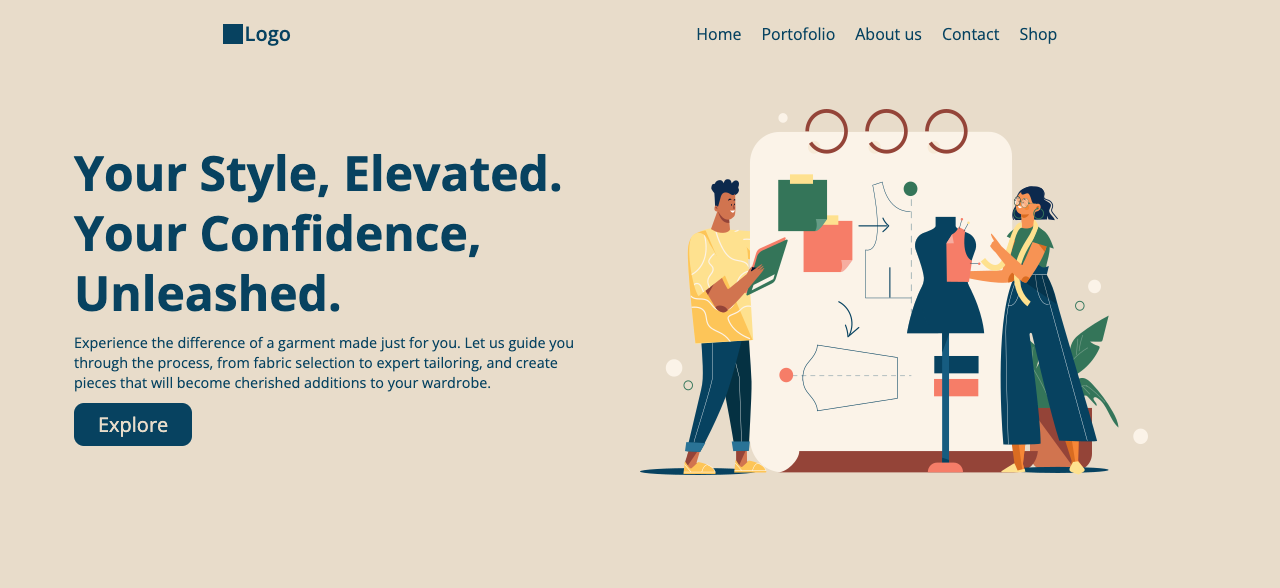 Logo
Home Portofolio About us Contact Shop
Your Style, Elevated.
Your Confidence,
Unleashed.
Experience the difference of a garment made just for you. Let us guide you
through the process, from fabric selection to expert tailoring, and create
pieces that will become cherished additions to your wardrobe.
Explore